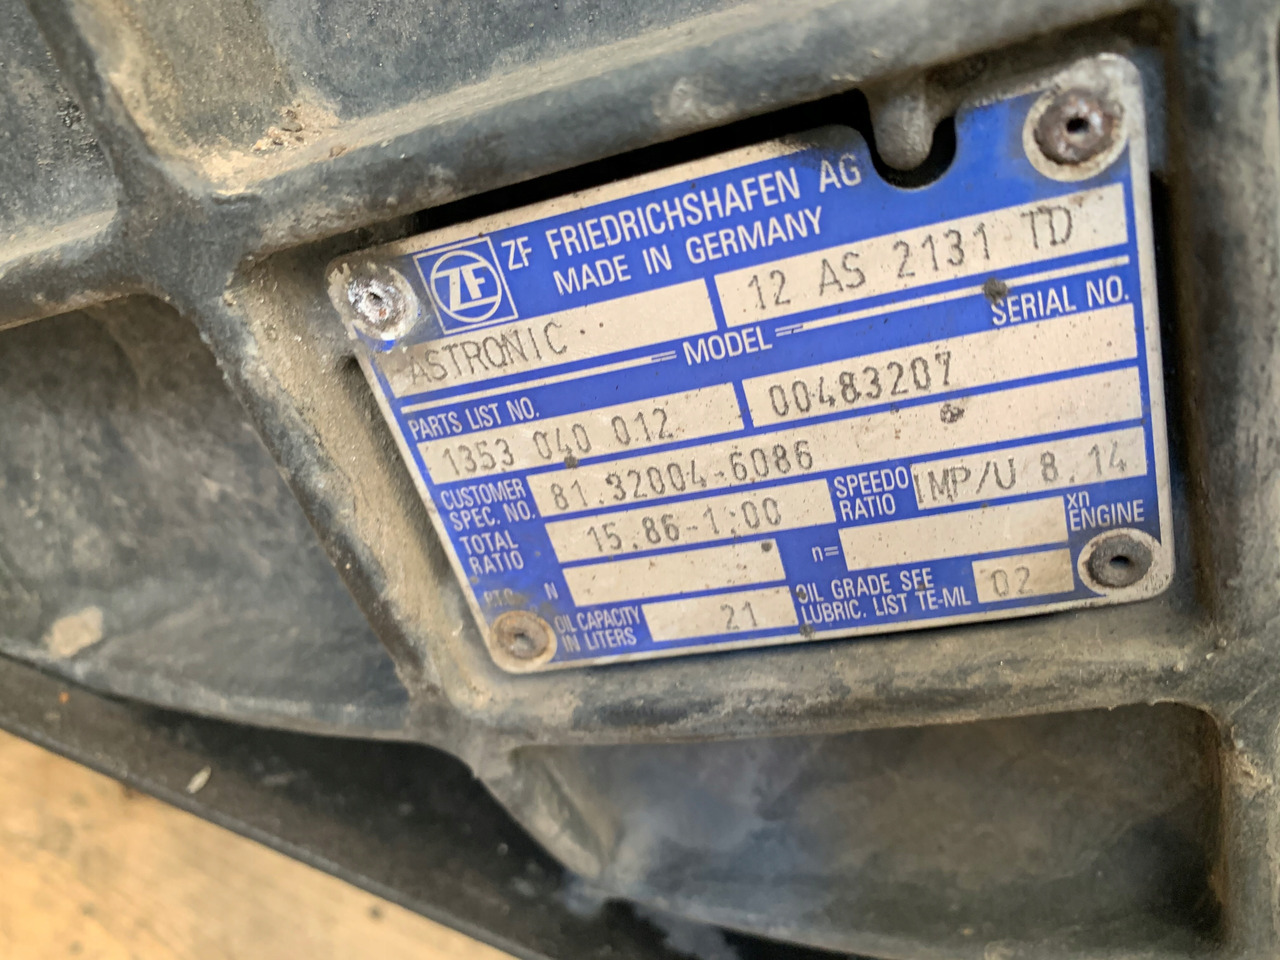 ZF FRIEDRICHSHAFEN AG
MADE IN GERMANY
ZF
ASTRONIC ··
12 AS 2131 TD
MODEL
PARTS LIST NO.
SERIAL NO.
1353 040 012
00483207
CUSTOMER SPEC. NO.
81.32004-6086
TOTAL RATIO
15.86-1.00
SPEEDO RATIO
IMP/U 8.14
N
n=
xn ENGINE
OIL CAPACITY IN LITERS
21
OIL GRADE SEE LUBRIC. LIST TE-ML
02